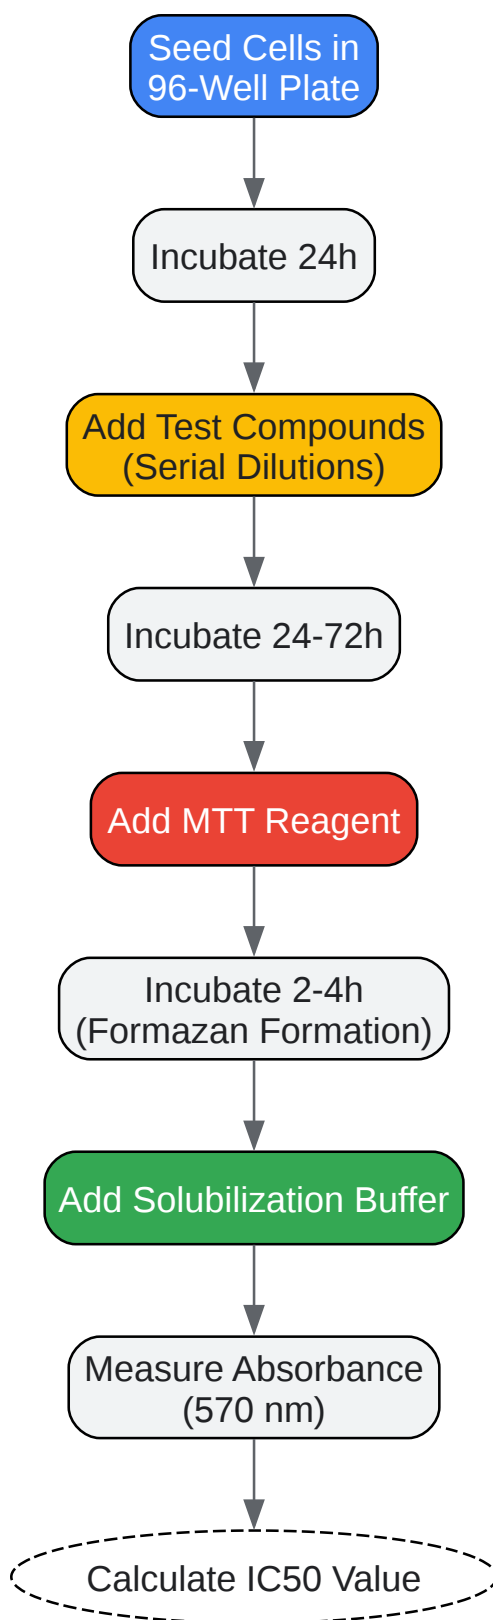 Seed Cells in
96-Well Plate
Incubate 24h
Add Test Compounds
(Serial Dilutions)
Incubate 24-72h
Add MTT Reagent
Incubate 2-4h
(Formazan Formation)
Add Solubilization Buffer
Measure Absorbance
(570 nm)
Calculate IC50 Value